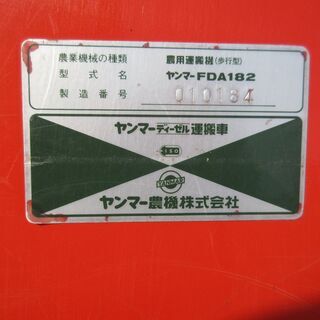 農業機械の種類 農用運搬機(歩行型)
型式名 ヤンマーFDA182
製造番号 010184
ヤンマーディーゼル運搬車
ISO
YANMAR
ヤンマー農機株式会社